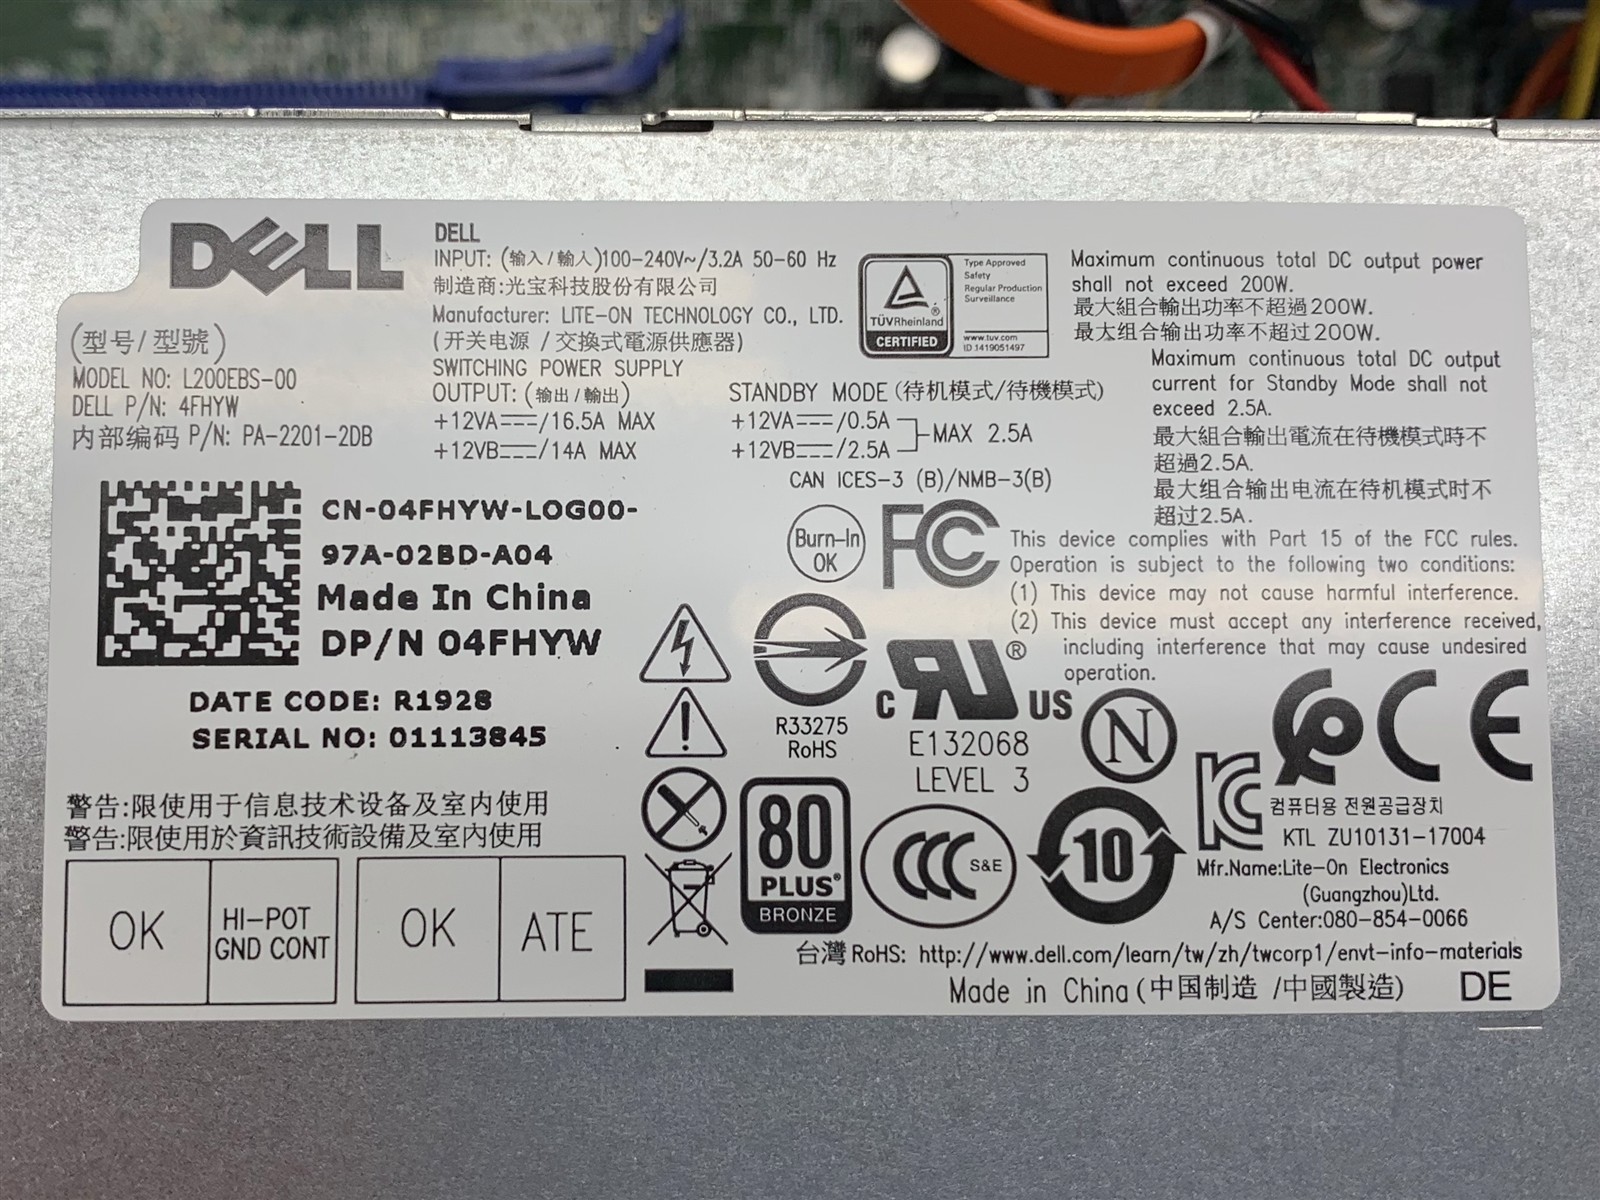 DELL
DELL
INPUT: (输入/輸入)100-240V~/3.2A 50-60 Hz
制造商:光宝科技股份有限公司
Manufacturer: LITE-ON TECHNOLOGY CO., LTD.
(开关电源 / 交換式電源供應器)
SWITCHING POWER SUPPLY
OUTPUT: (输出/輸出)
+12VA⎓/16.5A MAX
+12VB⎓/14A MAX
(型号/型號)
MODEL NO: L200EBS-00
DELL P/N: 4FHYW
内部编码 P/N: PA-2201-2DB
STANDBY MODE (待机模式/待機模式)
+12VA⎓/0.5A
+12VB⎓/2.5A
MAX 2.5A
CAN ICES-3 (B)/NMB-3(B)
TÜVRheinland
®
CERTIFIED
Type Approved
Safety
Regular Production
Surveillance
www.tuv.com
ID 1419051497
Maximum continuous total DC output power
shall not exceed 200W.
最大組合輸出功率不超過200W.
最大组合输出功率不超过200W.
Maximum continuous total DC output
current for Standby Mode shall not
exceed 2.5A.
最大組合輸出電流在待機模式時不
超過2.5A.
最大组合输出电流在待机模式时不
超过2.5A.
CN-04FHYW-LOG00-
97A-02BD-A04
Made In China
DP/N 04FHYW
DATE CODE: R1928
SERIAL NO: 01113845
Burn-In
OK
FC
This device complies with Part 15 of the FCC rules.
Operation is subject to the following two conditions:
(1) This device may not cause harmful interference.
(2) This device must accept any interference received,
including interference that may cause undesired
operation.
R33275
RoHS
c RU US ®
E132068
LEVEL 3
N
CE
警告:限使用于信息技术设备及室内使用
警告:限使用於資訊技術設備及室內使用
OK
HI-POT
GND CONT
OK
ATE
80
PLUS®
BRONZE
CCC S&E
10
KC
컴퓨터용 전원공급장치
KTL ZU10131-17004
Mfr.Name:Lite-On Electronics
(Guangzhou)Ltd.
A/S Center:080-854-0066
台灣 RoHS: http://www.dell.com/learn/tw/zh/twcorp1/envt-info-materials
Made in China (中国制造 /中國製造)
DE